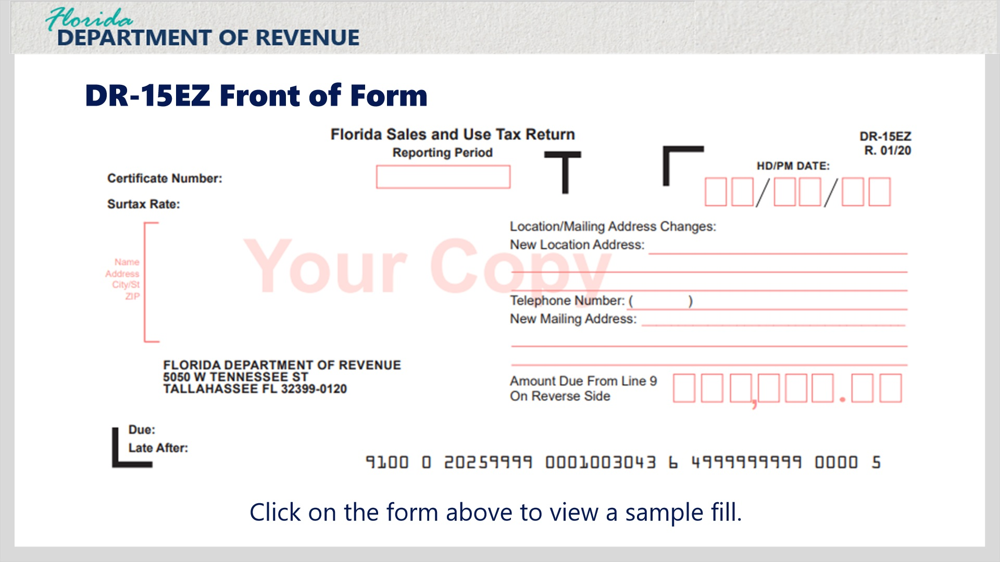 Florida
DEPARTMENT OF REVENUE
DR-15EZ Front of Form
Florida Sales and Use Tax Return
DR-15EZ
R. 01/20
Reporting Period
HD/PM DATE:
Certificate Number:
/ /
Surtax Rate:
Location/Mailing Address Changes:
New Location Address:
Your Copy
Name
Address
City/St
ZIP
Telephone Number: ( )
New Mailing Address:
FLORIDA DEPARTMENT OF REVENUE
5050 W TENNESSEE ST
TALLAHASSEE FL 32399-0120
Amount Due From Line 9
On Reverse Side
, .
Due:
Late After:
9100 0 20259999 0001003043 6 4999999999 0000 5
Click on the form above to view a sample fill.